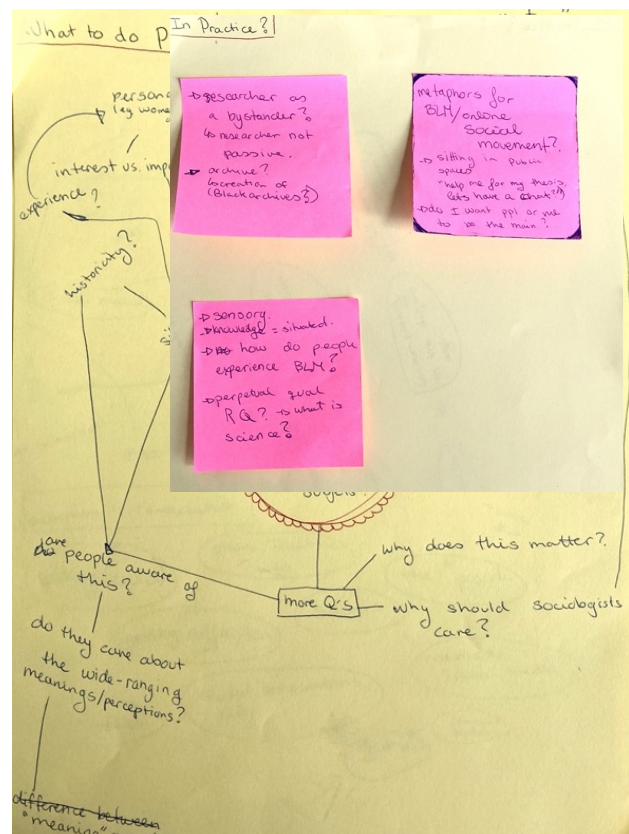 What to do p
In Practice?
→ researcher as
a bystander?
↳ researcher not
passive.
→ archive?
↳ creation of
(Black archives?)
metaphors for
BLM/online
social
movement?
→ sitting in public
spaces
"help me for my thesis,
lets have a chat?"
→ do I want ppl or me
to be the main?
→ sensory.
→ knowledge = situated.
→ how do people
experience BLM?
→ perpetual qual
RQ? → what is
science?
person
interest vs. imp
experience?
historicity?
are
people aware of
this?
more Q's
why does this matter?
why should sociologists
care?
do they care about
the wide-ranging
meanings/perceptions?
difference between
"meaning"